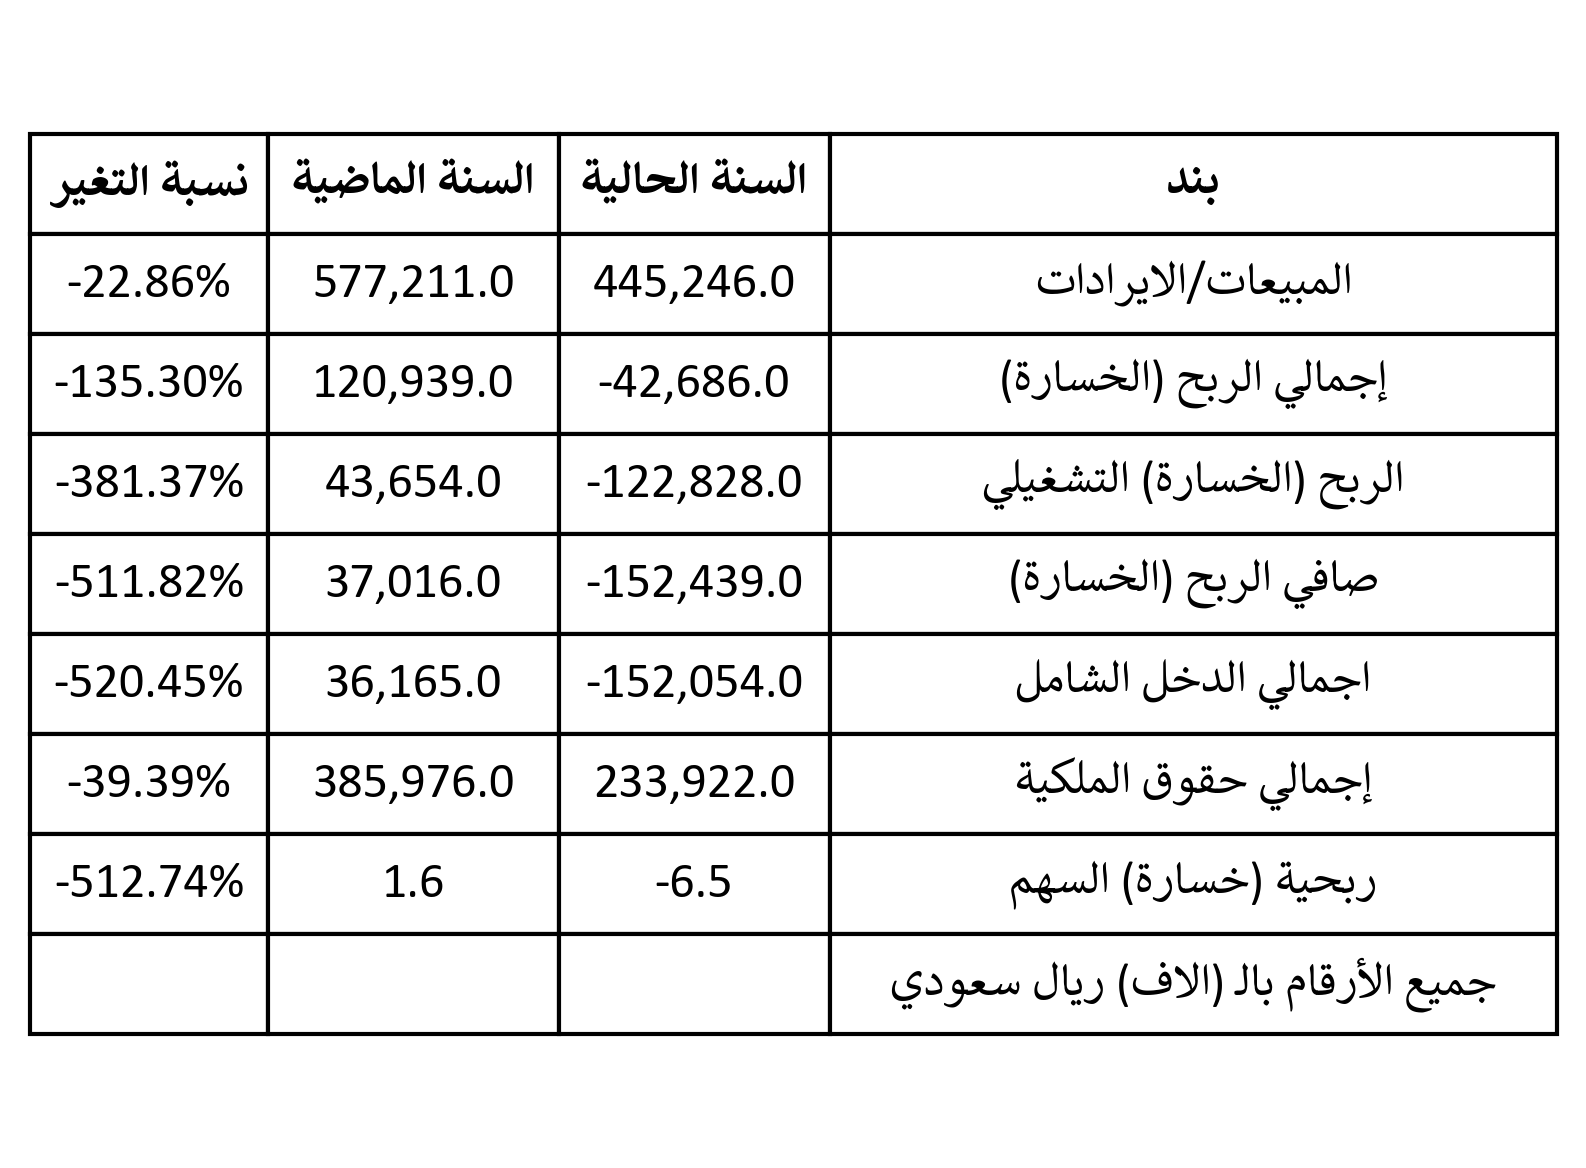 بند السنة الحالية السنة الماضية نسبة التغير
المبيعات/الايرادات 445,246.0 577,211.0 -22.86%
إجمالي الربح (الخسارة) -42,686.0 120,939.0 -135.30%
الربح (الخسارة) التشغيلي -122,828.0 43,654.0 -381.37%
صافي الربح (الخسارة) -152,439.0 37,016.0 -511.82%
اجمالي الدخل الشامل -152,054.0 36,165.0 -520.45%
إجمالي حقوق الملكية 233,922.0 385,976.0 -39.39%
ربحية (خسارة) السهم -6.5 1.6 -512.74%
جميع الأرقام بالـ (الاف) ريال سعودي